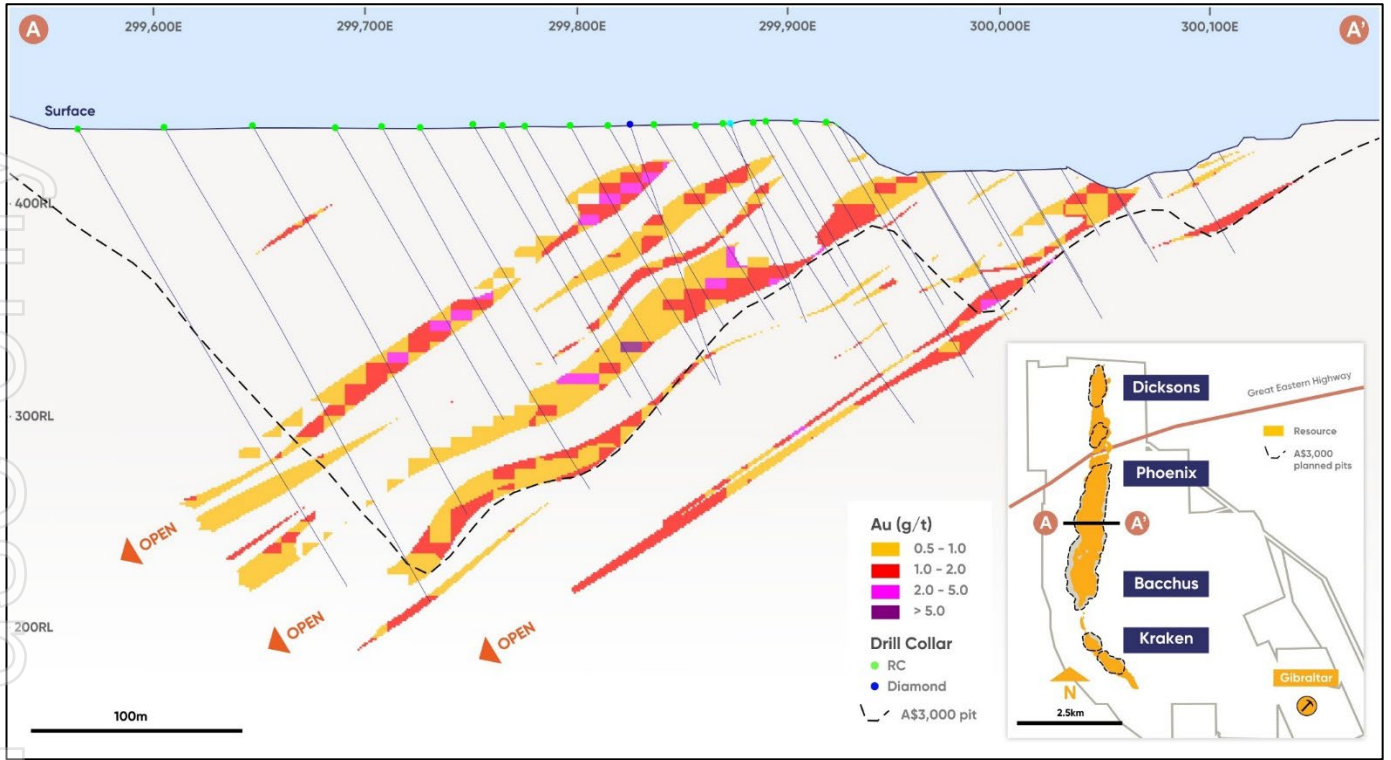 A
299,600E
299,700E
299,800E
299,900E
300,000E
300,100E
A'
Surface
400RL
300RL
200RL
OPEN
OPEN
OPEN
100m
Au (g/t)
0.5 - 1.0
1.0 - 2.0
2.0 - 5.0
> 5.0
Drill Collar
RC
Diamond
A$3,000 pit
Dicksons
Great Eastern Highway
Resource
A$3,000
planned pits
Phoenix
A
A'
Bacchus
Kraken
N
2.5km
Gibraltar